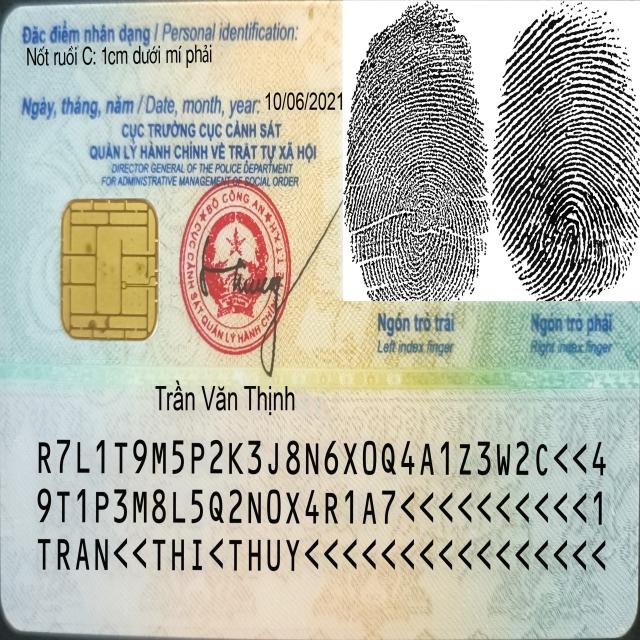 Đặc điểm nhân dạng / Personal identification:
Nốt ruồi C: 1cm dưới mí phải
Ngày, tháng, năm / Date, month, year: 10/06/2021
CỤC TRƯỞNG CỤC CẢNH SÁT
QUẢN LÝ HÀNH CHÍNH VỀ TRẬT TỰ XÃ HỘI
DIRECTOR GENERAL OF THE POLICE DEPARTMENT
FOR ADMINISTRATIVE MANAGEMENT OF SOCIAL ORDER
BỘ CÔNG AN
CỤC CẢNH SÁT QUẢN LÝ HÀNH CHÍNH
Ngón trỏ trái
Left index finger
Ngón trỏ phải
Right index finger
Trần Văn Thịnh
R7L1T9M5P2K3J8N6X0Q4A1Z3W2C<<4
9T1P3M8L5Q2N0X4R1A7<<<<<<<<<<1
TRAN<<THI<THUY<<<<<<<<<<<<<<<<